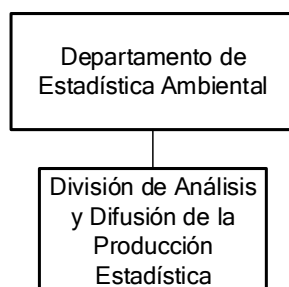 Departamento de
Estadística Ambiental
División de Análisis
y Difusión de la
Producción
Estadística